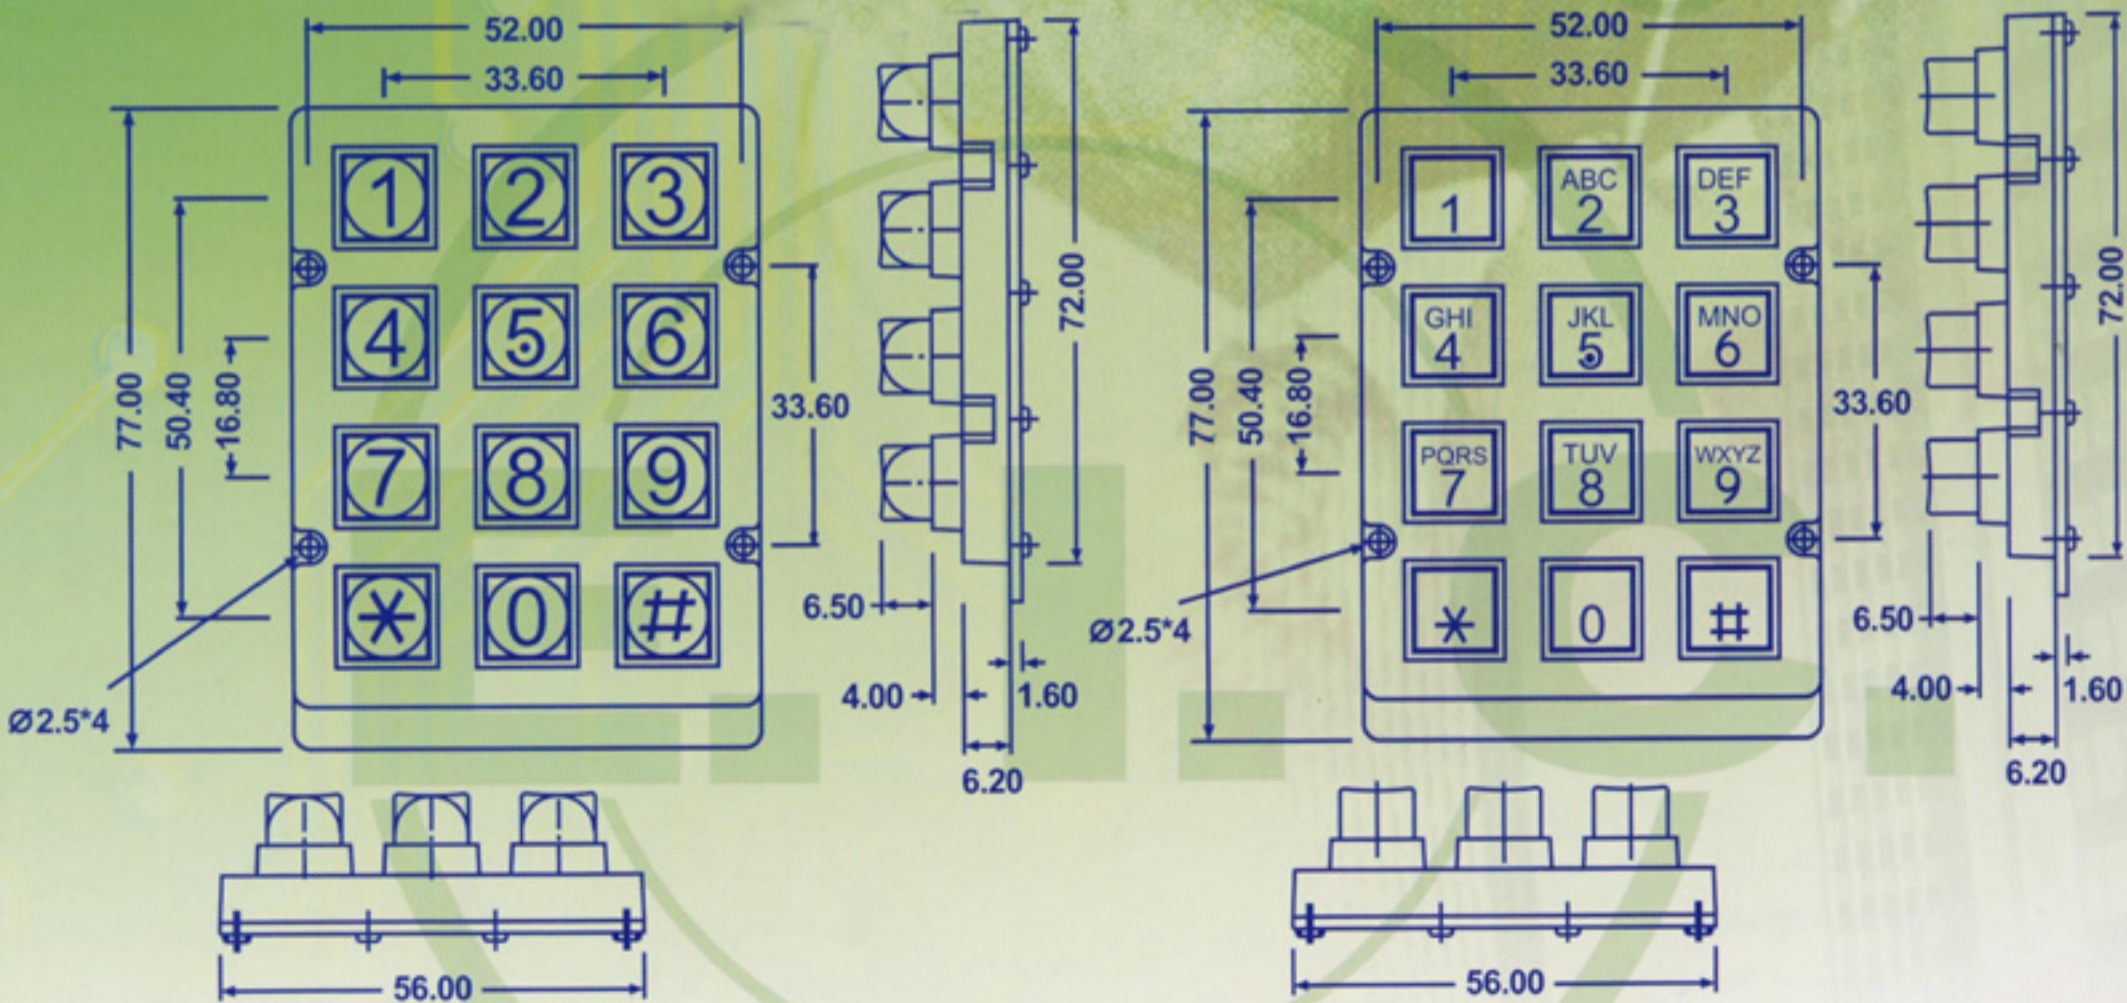 52.00
33.60
77.00
50.40
16.80
1 2 3
4 5 6
7 8 9
* 0 #
33.60
Ø2.5*4
72.00
6.50
4.00
1.60
6.20
56.00
52.00
33.60
77.00
50.40
16.80
1
ABC
2
DEF
3
GHI
4
JKL
5
MNO
6
PQRS
7
TUV
8
WXYZ
9
* 0 #
33.60
Ø2.5*4
72.00
6.50
4.00
1.60
6.20
56.00